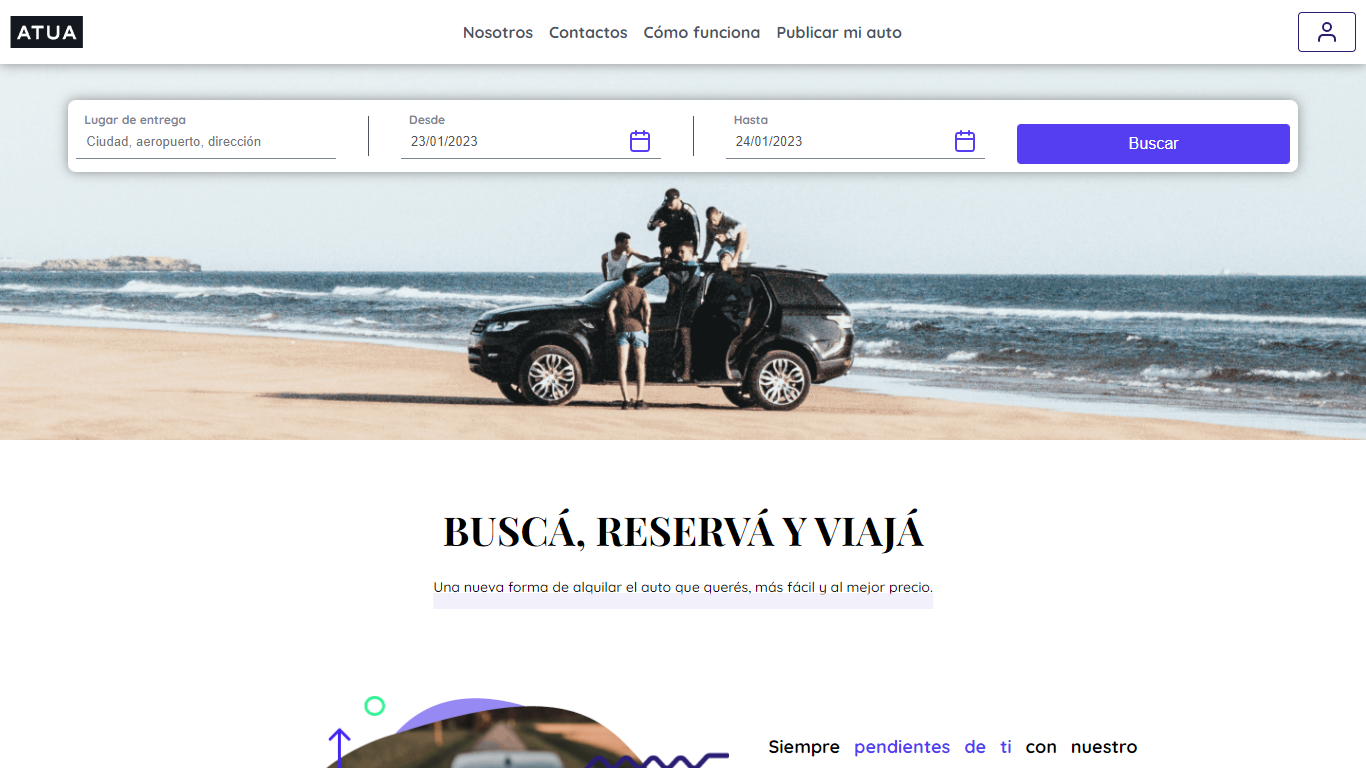 ATUA
Nosotros Contactos Cómo funciona Publicar mi auto
Lugar de entrega
Ciudad, aeropuerto, dirección
Desde
23/01/2023
Hasta
24/01/2023
Buscar
BUSCÁ, RESERVÁ Y VIAJÁ
Una nueva forma de alquilar el auto que querés, más fácil y al mejor precio.
Siempre pendientes de ti con nuestro